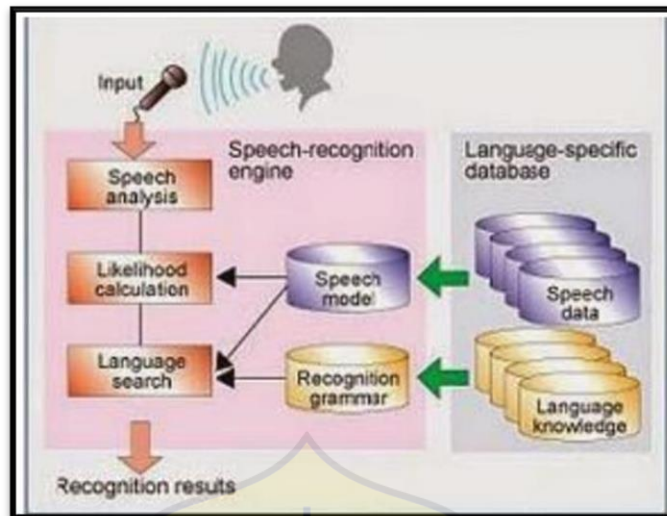 Input
Speech-recognition
engine
Language-specific
database
Speech
analysis
Likelihood
calculation
Speech
model
Speech
data
Language
search
Recognition
grammar
Language
knowledge
Recognition results